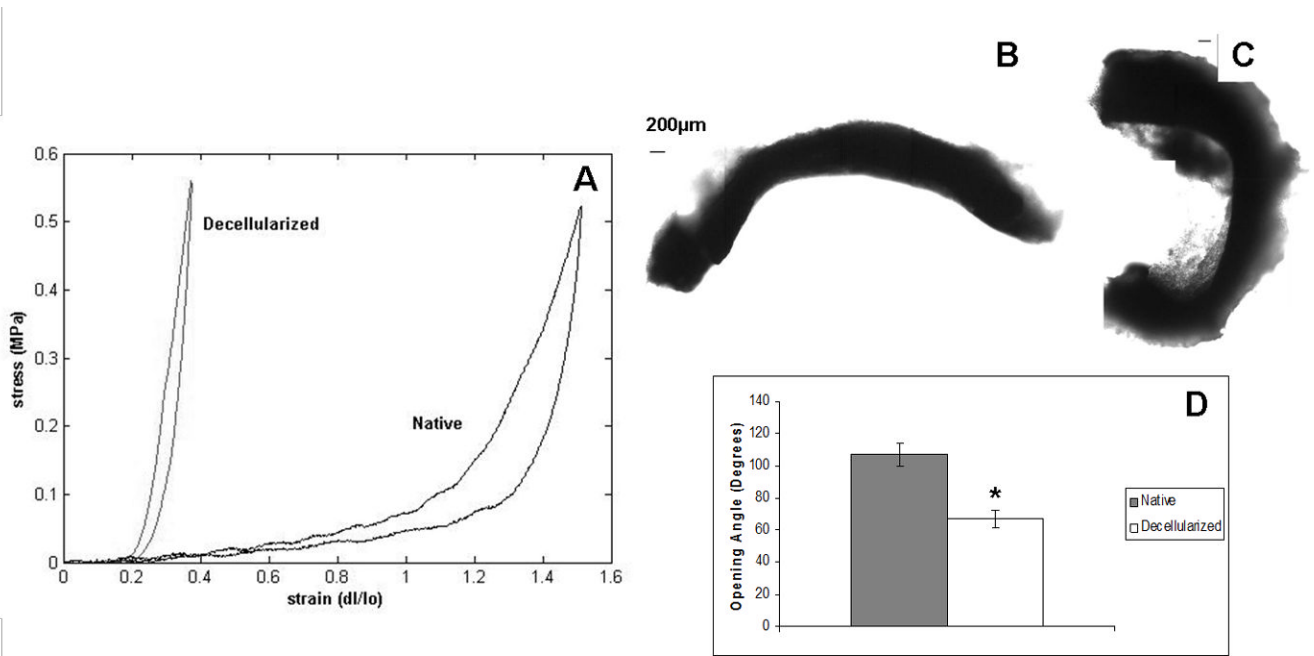 A
0.6
0.5
0.4
0.3
0.2
0.1
0
stress (MPa)
Decellularized
Native
0 0.2 0.4 0.6 0.8 1 1.2 1.4 1.6
strain (dl/lo)
B
200µm
C
D
140
120
100
80
60
40
20
0
Opening Angle (Degrees)
*
Native
Decellularized